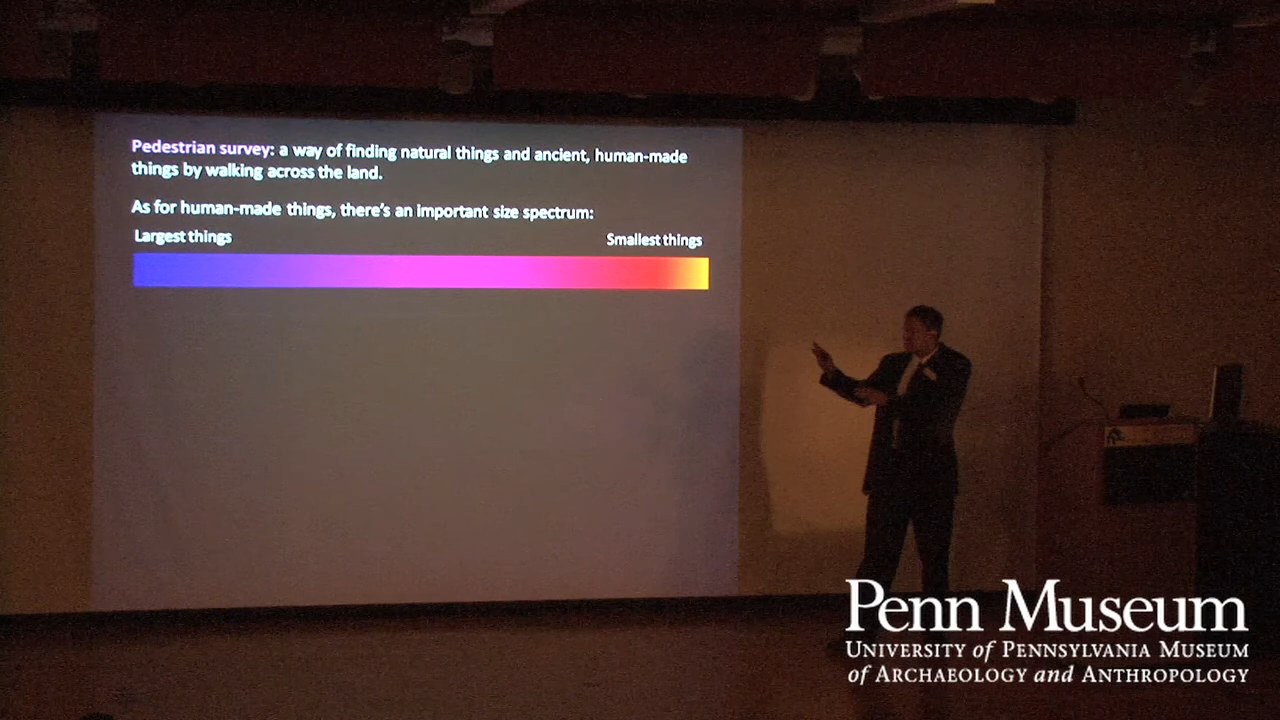 Pedestrian survey: a way of finding natural things and ancient, human-made
things by walking across the land.
As for human-made things, there's an important size spectrum:
Largest things
Smallest things
Penn Museum
University of Pennsylvania Museum
of Archaeology and Anthropology